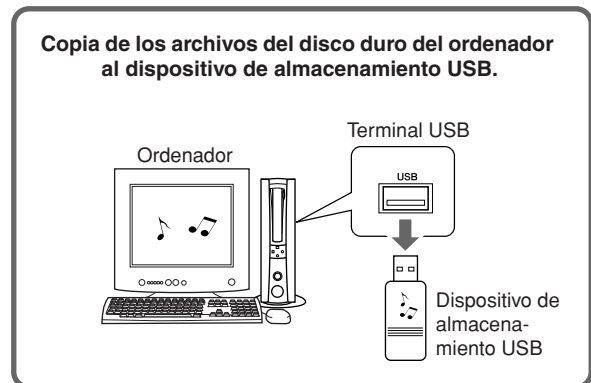 Copia de los archivos del disco duro del ordenador
al dispositivo de almacenamiento USB.
Terminal USB
Ordenador
USB
Dispositivo de
almacena-
miento USB